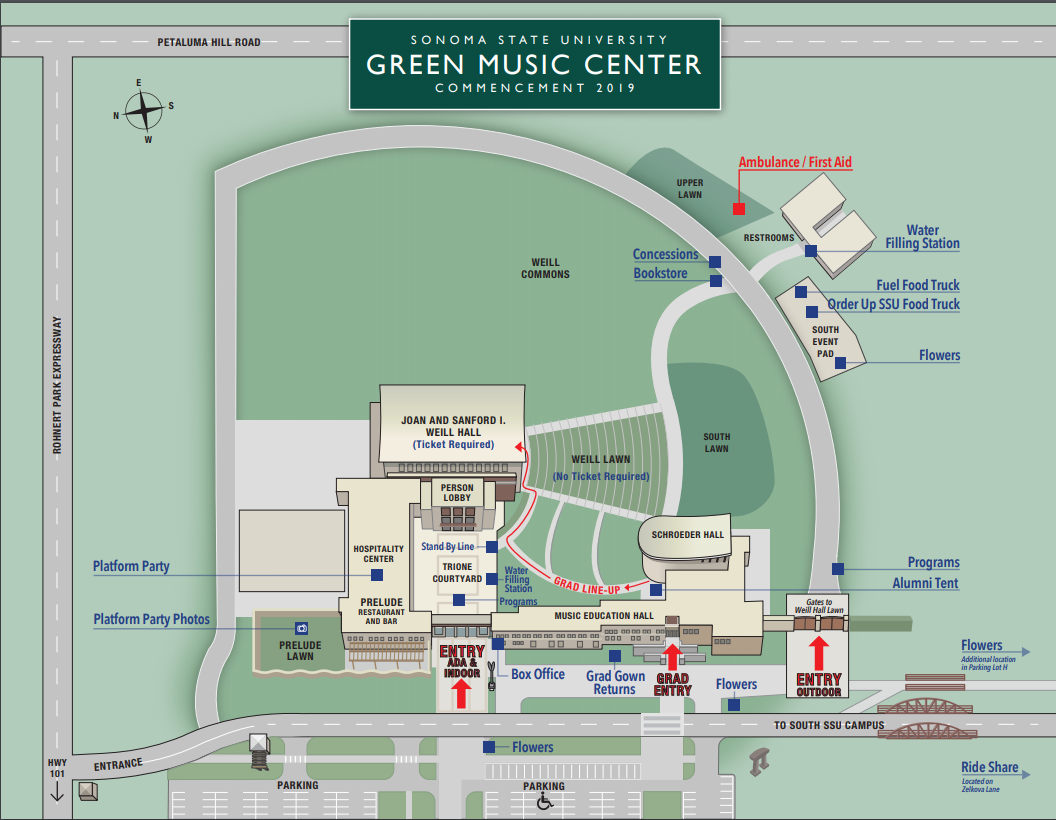 SONOMA STATE UNIVERSITY
GREEN MUSIC CENTER
COMMENCEMENT 2019
PETALUMA HILL ROAD
E
N
S
W
Ambulance / First Aid
UPPER
LAWN
RESTROOMS
Water
Filling Station
WEILL
COMMONS
Concessions
Bookstore
Fuel Food Truck
Order Up SSU Food Truck
SOUTH
EVENT
PAD
Flowers
ROHNERT PARK EXPRESSWAY
JOAN AND SANFORD I.
WEILL HALL
(Ticket Required)
WEILL LAWN
(No Ticket Required)
SOUTH
LAWN
PERSON
LOBBY
SCHROEDER HALL
Stand By Line
HOSPITALITY
CENTER
TRIONE
COURTYARD
Water
Filling
Station
Programs
GRAD LINE-UP
Platform Party
Programs
Alumni Tent
PRELUDE
RESTAURANT
AND BAR
MUSIC EDUCATION HALL
Gates to
Weill Hall Lawn
Platform Party Photos
PRELUDE
LAWN
ENTRY
ADA &
INDOOR
Box Office
Grad Gown
Returns
GRAD
ENTRY
Flowers
ENTRY
OUTDOOR
Flowers
Additional location
in Parking Lot H
TO SOUTH SSU CAMPUS
Flowers
HWY
101
ENTRANCE
PARKING
PARKING
Ride Share
Located on
Zelkova Lane